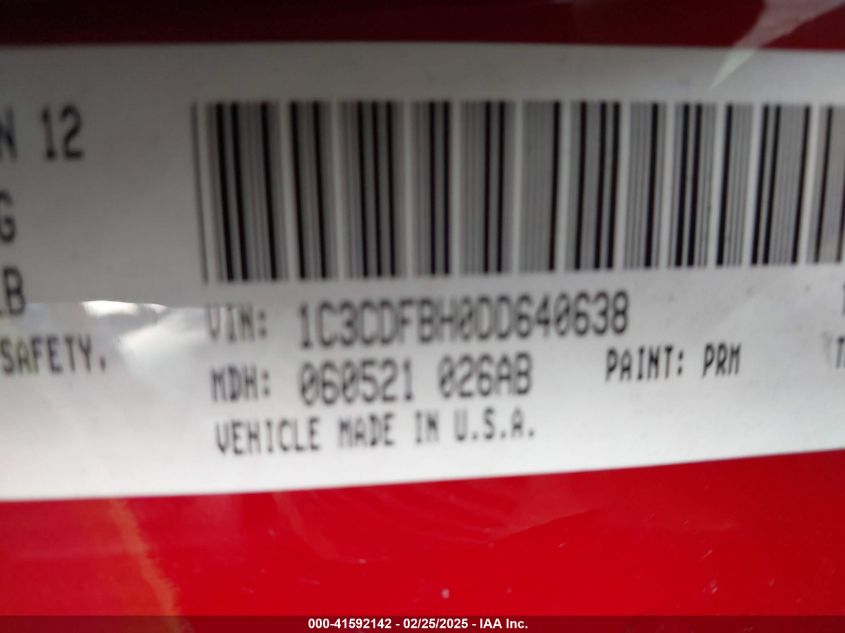 N 12
G
LB
SAFETY.
VIN: 1C3CDFBH0DD640638
MDH: 060521 026AB
PAINT: PRM
VEHICLE MADE IN U.S.A.
000-41592142 - 02/25/2025 - IAA Inc.